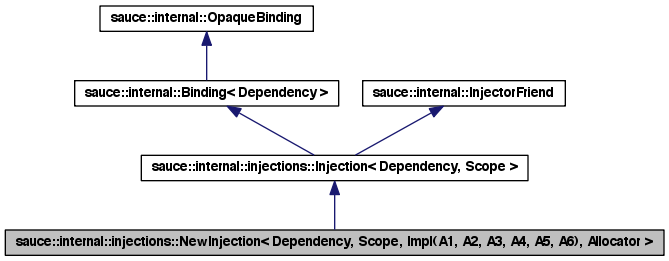 sauce::internal::OpaqueBinding
sauce::internal::Binding< Dependency >
sauce::internal::InjectorFriend
sauce::internal::injections::Injection< Dependency, Scope >
sauce::internal::injections::NewInjection< Dependency, Scope, Impl(A1, A2, A3, A4, A5, A6), Allocator >